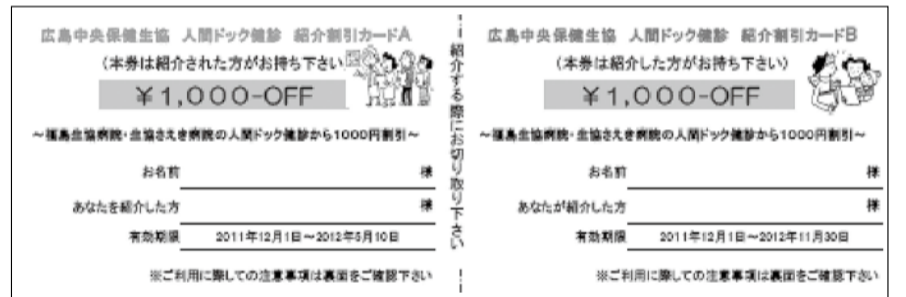 広島中央保健生協 人間ドック健診 紹介割引カードA
（本券は紹介された方がお持ち下さい）
￥1,000-OFF
～福島生協病院・生協さえき病院の人間ドック健診から1000円割引～
お名前 様
あなたを紹介した方 様
有効期限 2011年12月1日～2012年5月10日
※ご利用に際しての注意事項は裏面をご確認下さい
紹介する際にお切り取り下さい
広島中央保健生協 人間ドック健診 紹介割引カードB
（本券は紹介した方がお持ち下さい）
￥1,000-OFF
～福島生協病院・生協さえき病院の人間ドック健診から1000円割引～
お名前 様
あなたが紹介した方 様
有効期限 2011年12月1日～2012年11月30日
※ご利用に際しての注意事項は裏面をご確認下さい